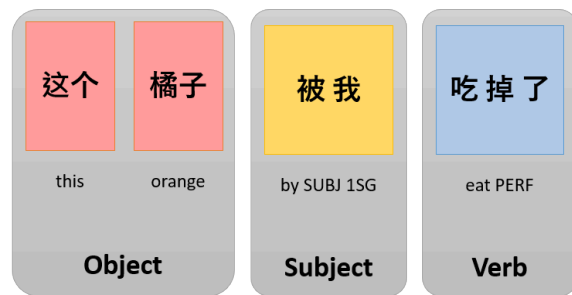 这个 橘子 被 我 吃 掉 了
this orange by SUBJ 1SG eat PERF
Object Subject Verb